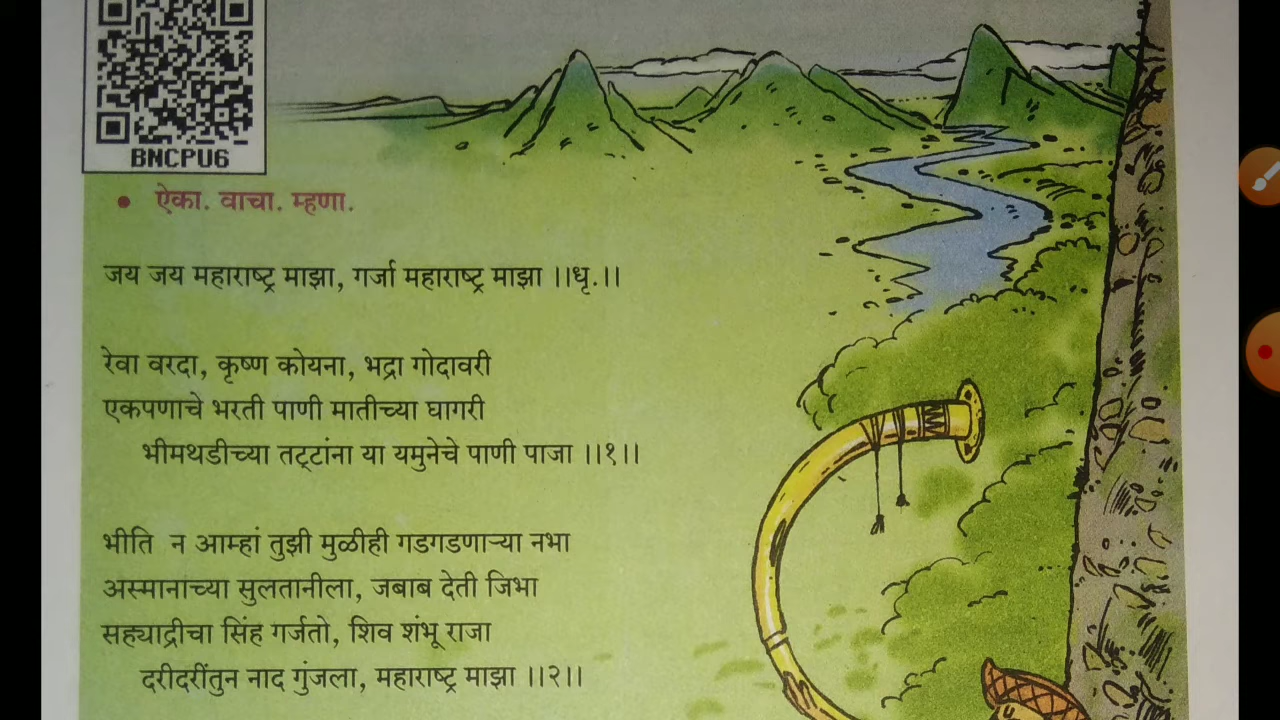 BNCPU6
• ऐका. वाचा. म्हणा.
जय जय महाराष्ट्र माझा, गर्जा महाराष्ट्र माझा ।।धृ.।।
रेवा वरदा, कृष्ण कोयना, भद्रा गोदावरी
एकपणाचे भरती पाणी मातीच्या घागरी
भीमथडीच्या तट्टांना या यमुनेचे पाणी पाजा ।।१।।
भीति न आम्हां तुझी मुळीही गडगडणाऱ्या नभा
अस्मानाच्या सुलतानीला, जबाब देती जिभा
सह्याद्रीचा सिंह गर्जतो, शिव शंभू राजा
दरीदरींतुन नाद गुंजला, महाराष्ट्र माझा ।।२।।